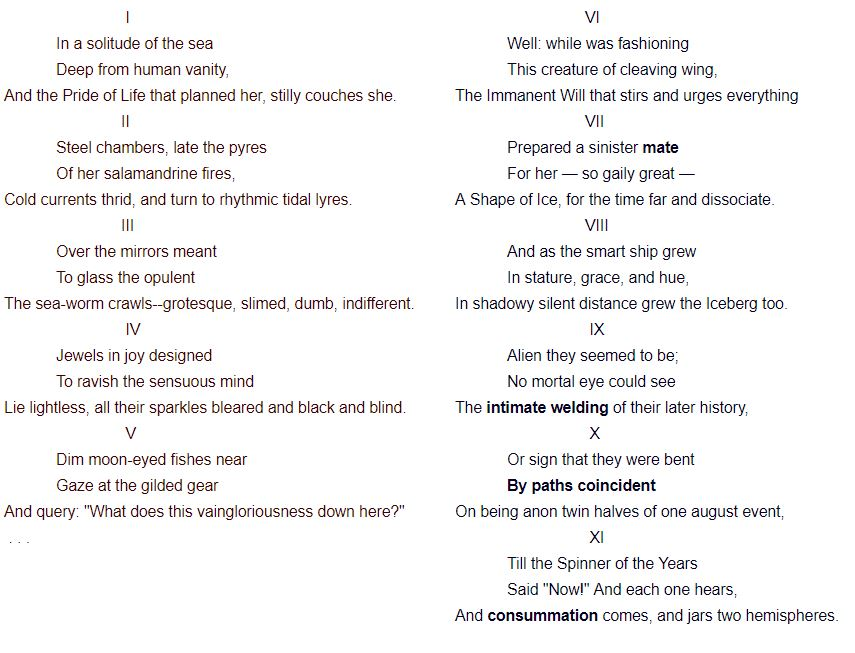 I
In a solitude of the sea
Deep from human vanity,
And the Pride of Life that planned her, stilly couches she.
II
Steel chambers, late the pyres
Of her salamandrine fires,
Cold currents thrid, and turn to rhythmic tidal lyres.
III
Over the mirrors meant
To glass the opulent
The sea-worm crawls--grotesque, slimed, dumb, indifferent.
IV
Jewels in joy designed
To ravish the sensuous mind
Lie lightless, all their sparkles bleared and black and blind.
V
Dim moon-eyed fishes near
Gaze at the gilded gear
And query: "What does this vaingloriousness down here?"
. . .
VI
Well: while was fashioning
This creature of cleaving wing,
The Immanent Will that stirs and urges everything
VII
Prepared a sinister mate
For her — so gaily great —
A Shape of Ice, for the time far and dissociate.
VIII
And as the smart ship grew
In stature, grace, and hue,
In shadowy silent distance grew the Iceberg too.
IX
Alien they seemed to be;
No mortal eye could see
The intimate welding of their later history,
X
Or sign that they were bent
By paths coincident
On being anon twin halves of one august event,
XI
Till the Spinner of the Years
Said "Now!" And each one hears,
And consummation comes, and jars two hemispheres.